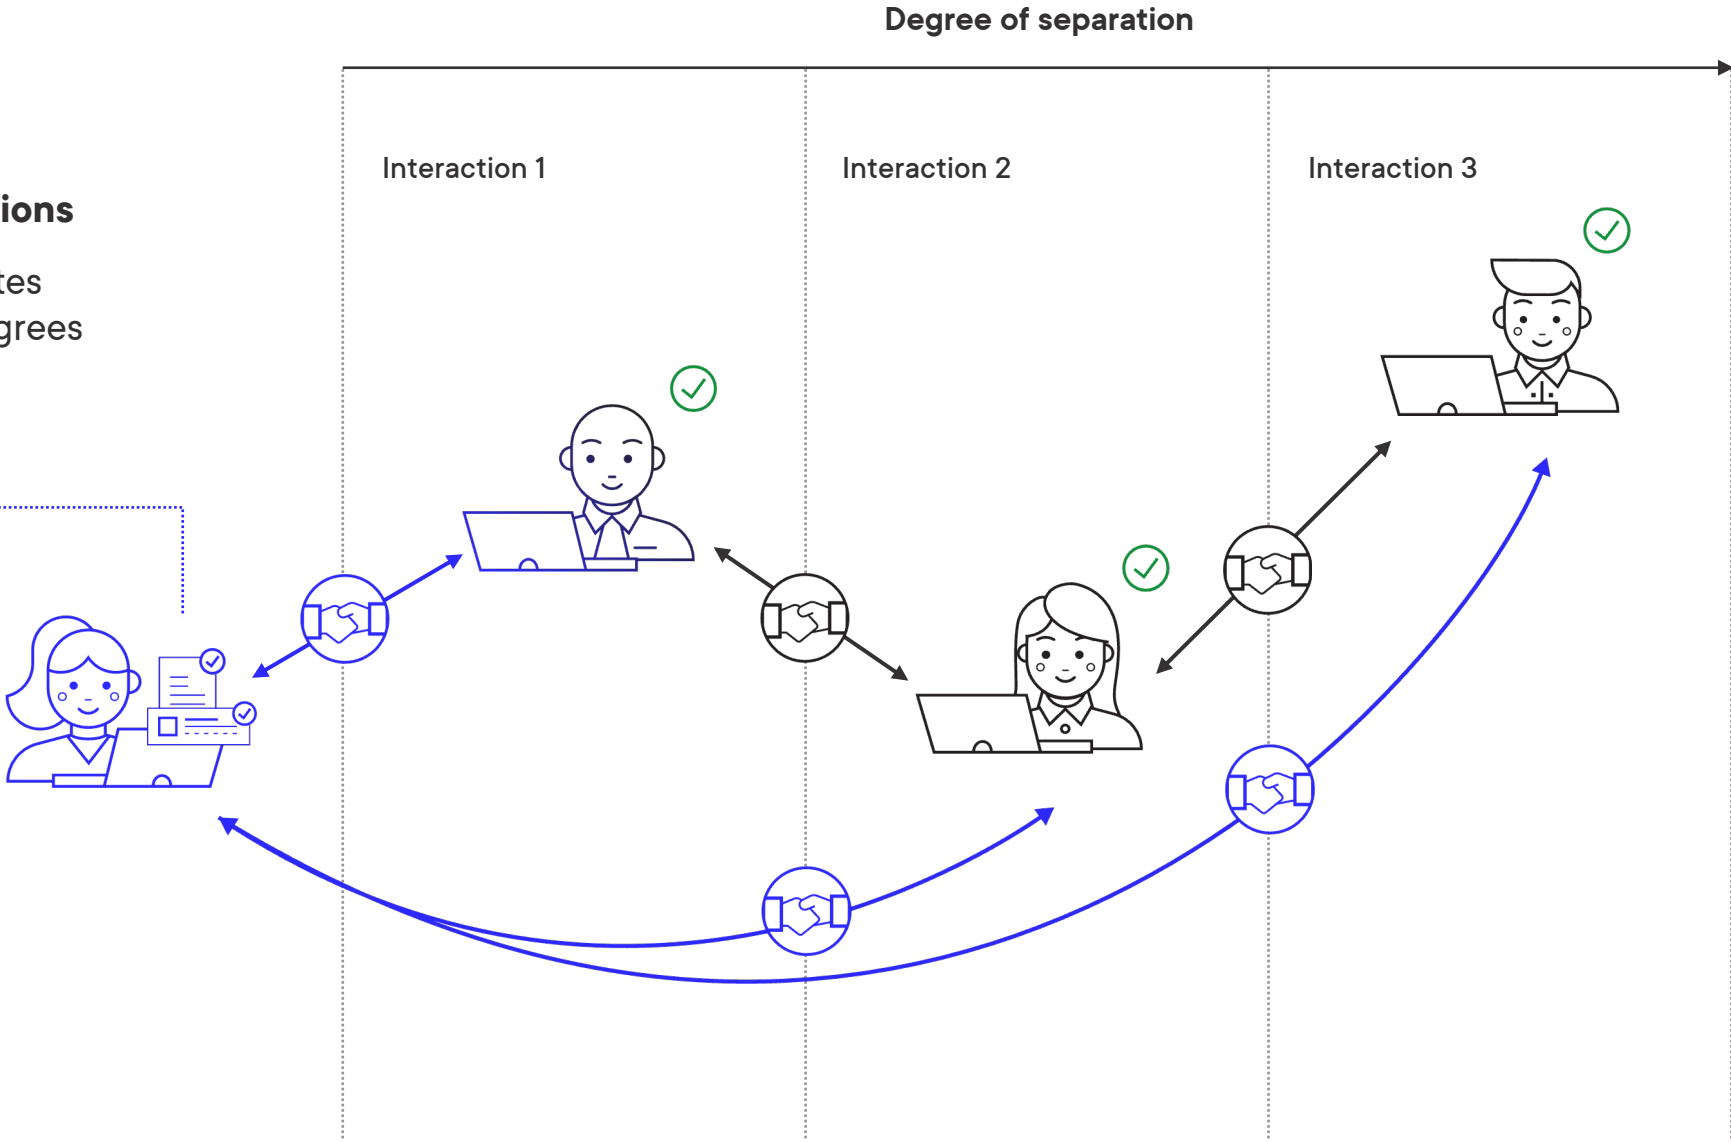 Degree of separation
Interaction 1
Interaction 2
Interaction 3
ions
tes
grees